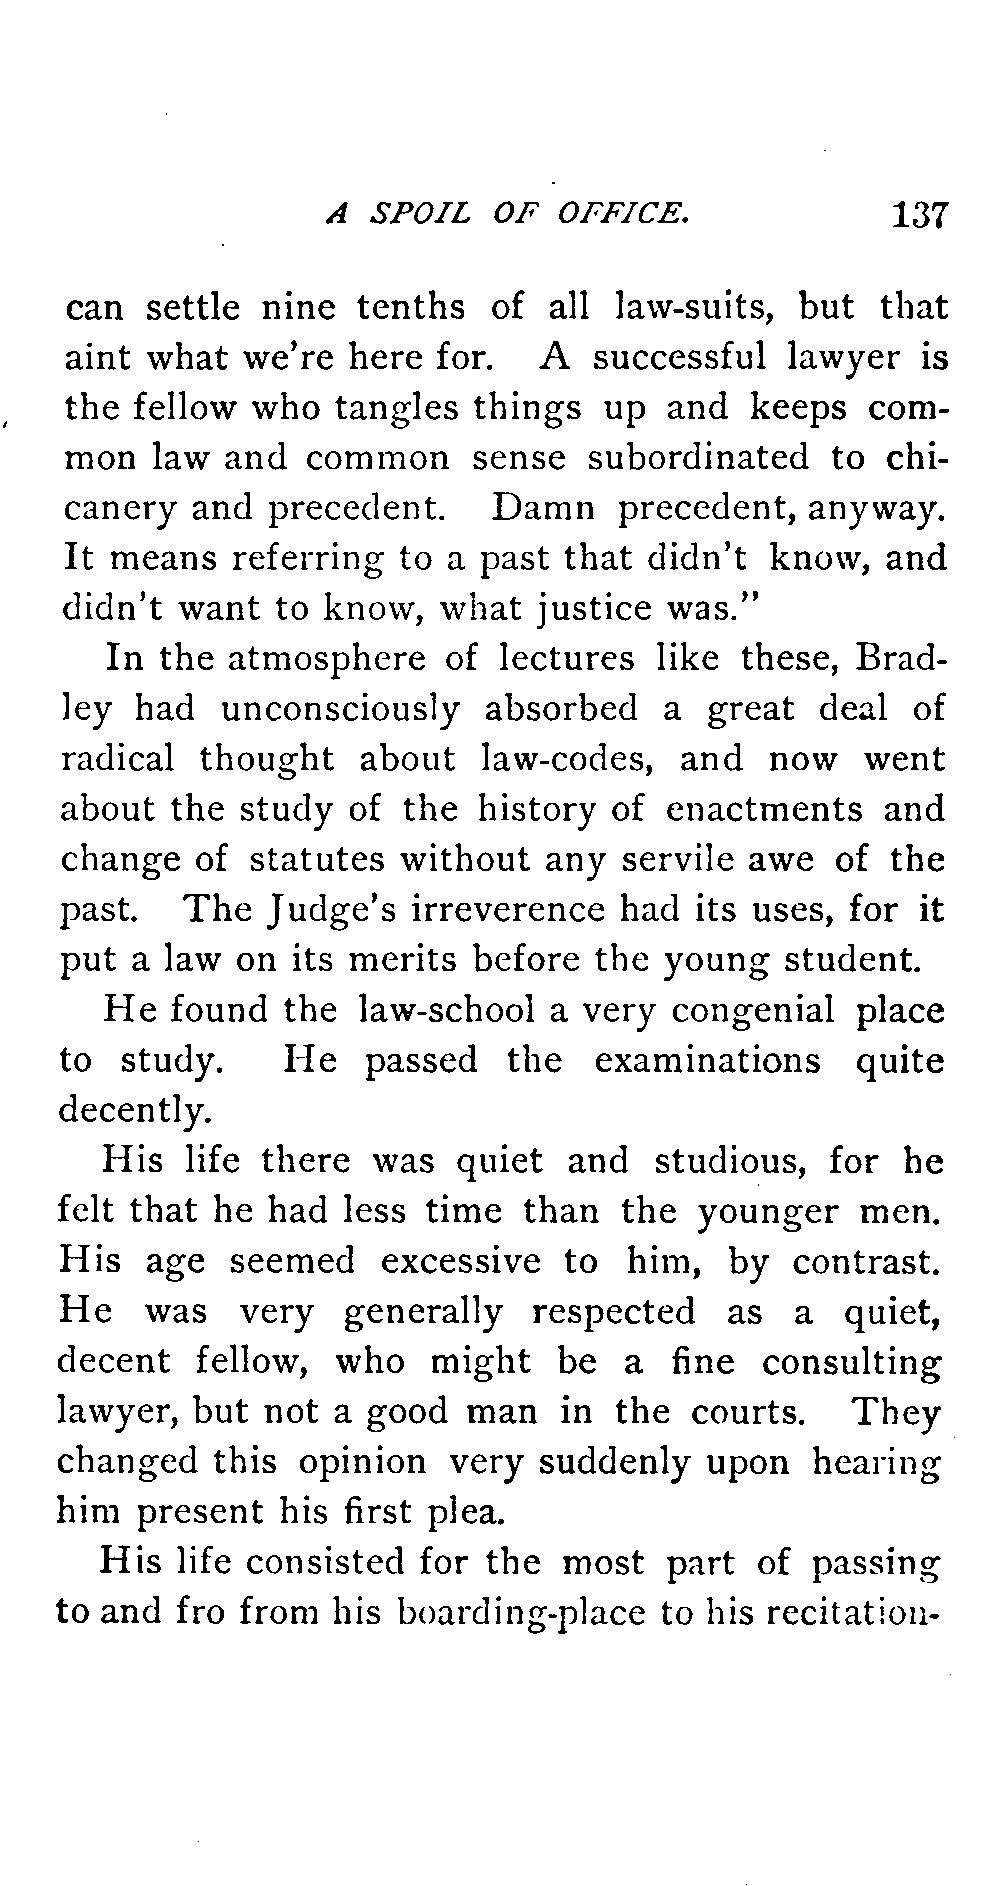 A SPOIL OF OFFICE. 137
can settle nine tenths of all law-suits, but that
aint what we're here for. A successful lawyer is
the fellow who tangles things up and keeps com-
mon law and common sense subordinated to chi-
canery and precedent. Damn precedent, anyway.
It means referring to a past that didn't know, and
didn't want to know, what justice was."
In the atmosphere of lectures like these, Brad-
ley had unconsciously absorbed a great deal of
radical thought about law-codes, and now went
about the study of the history of enactments and
change of statutes without any servile awe of the
past. The Judge's irreverence had its uses, for it
put a law on its merits before the young student.
He found the law-school a very congenial place
to study. He passed the examinations quite
decently.
His life there was quiet and studious, for he
felt that he had less time than the younger men.
His age seemed excessive to him, by contrast.
He was very generally respected as a quiet,
decent fellow, who might be a fine consulting
lawyer, but not a good man in the courts. They
changed this opinion very suddenly upon hearing
him present his first plea.
His life consisted for the most part of passing
to and fro from his boarding-place to his recitation-